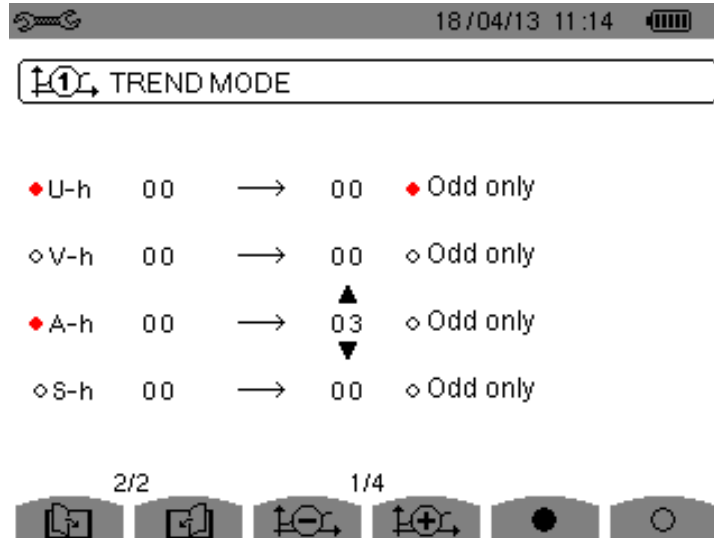 18/04/13 11:14
1 TREND MODE
U-h 00 → 00 Odd only
V-h 00 → 00 Odd only
A-h 00 → 03 Odd only
S-h 00 → 00 Odd only
2/2 1/4